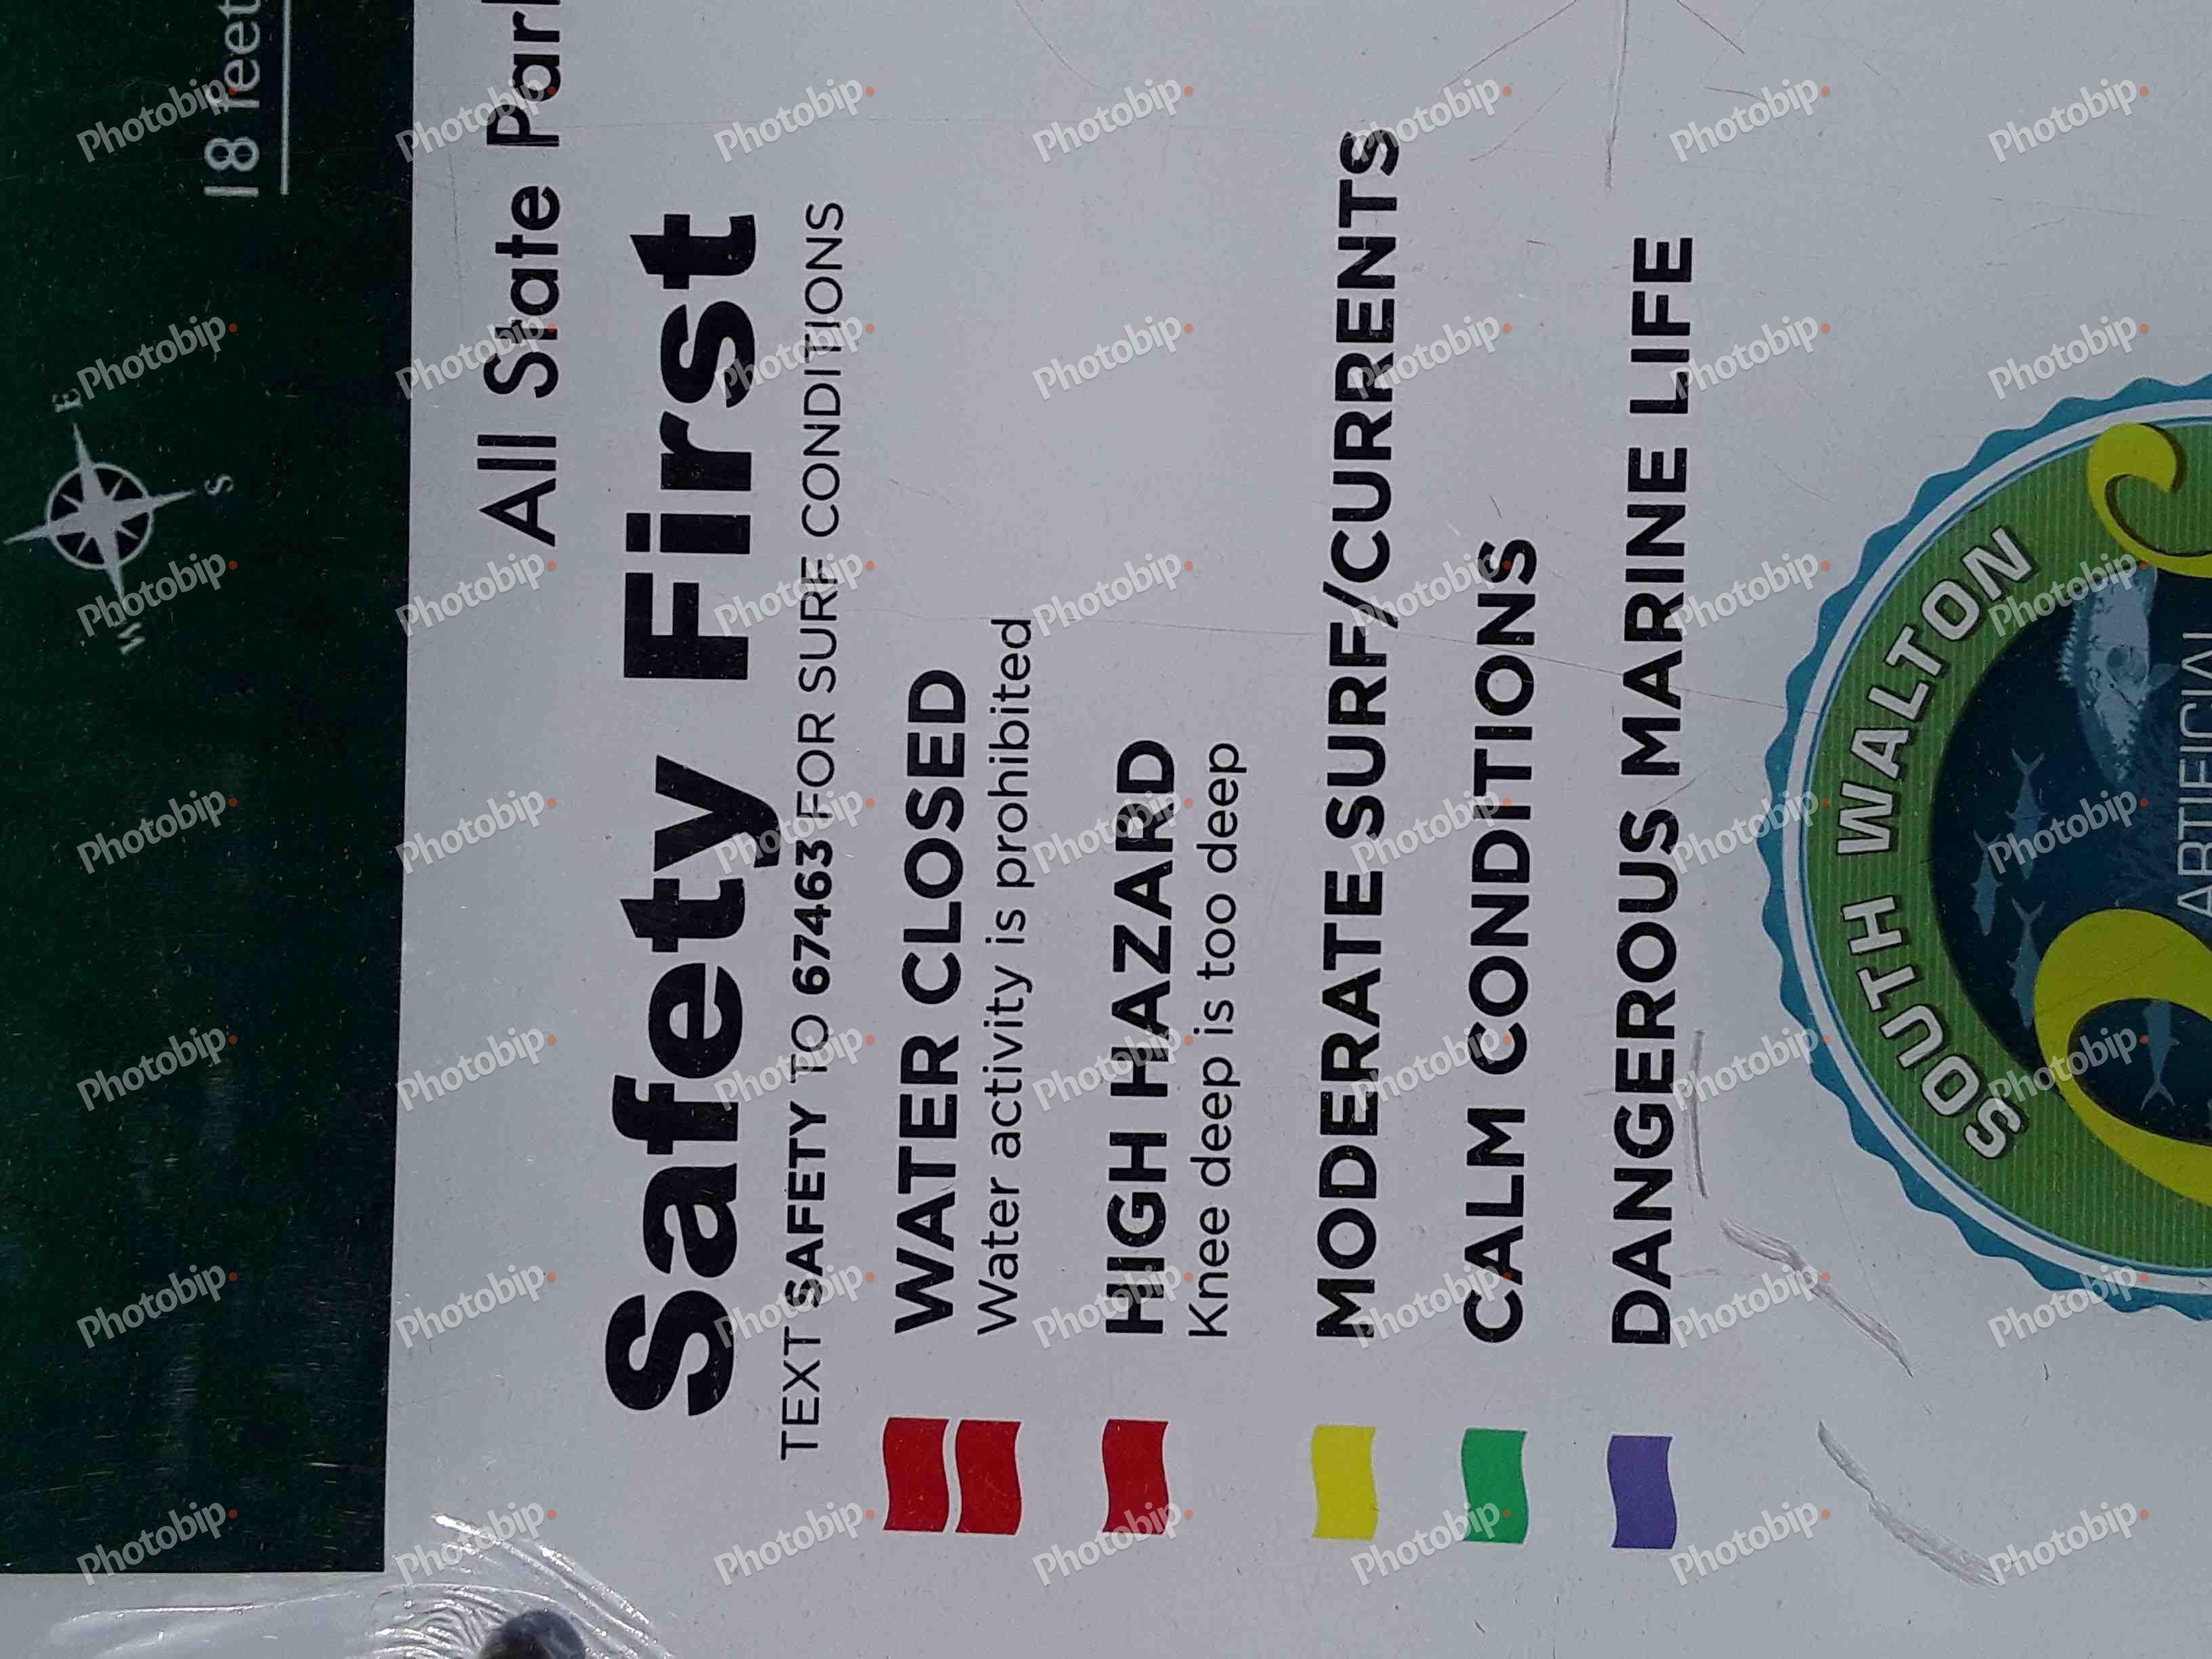 18 feet
E
S
W
All State
Safety First
TEXT SAFETY TO 67463 FOR SURF CONDITIONS
WATER CLOSED
Water activity is prohibited
HIGH HAZARD
Knee deep is too deep
MODERATE SURF/CURRENTS
CALM CONDITIONS
DANGEROUS MARINE LIFE
SOUTH WALTON
ARTIFICIAL
Photobip